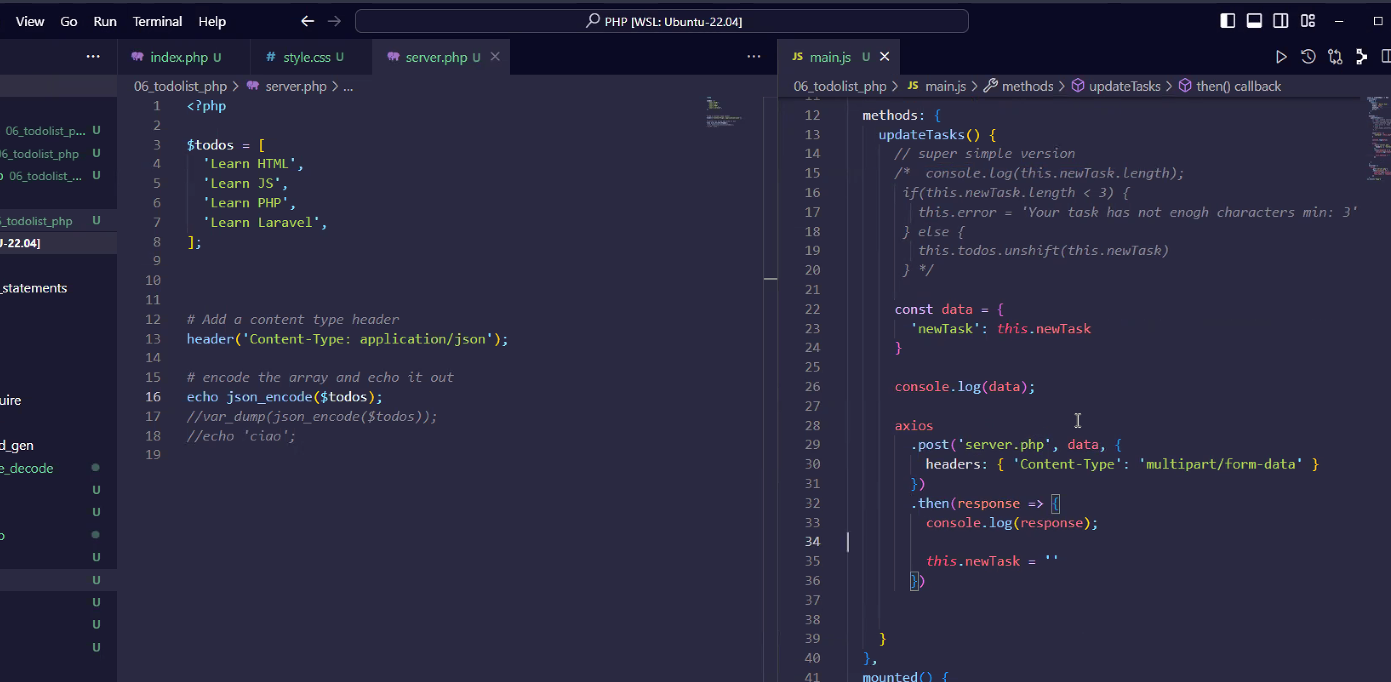 View Go Run Terminal Help
PHP [WSL: Ubuntu-22.04]
index.php U
style.css U
server.php U
JS main.js U
06_todolist_php > server.php > ...
06_todolist_php > JS main.js > methods > updateTasks > then() callback
06_todolist_p... U
6_todolist_php U
06_todolist_... U
6_todolist_php U
U-22.04]
_statements
uire
d_gen
e_decode
U
U
U
U
U
U
U
1 <?php
2
3 $todos = [
4 'Learn HTML',
5 'Learn JS',
6 'Learn PHP',
7 'Learn Laravel',
8 ];
9
10
11
12 # Add a content type header
13 header('Content-Type: application/json');
14
15 # encode the array and echo it out
16 echo json_encode($todos);
17 //var_dump(json_encode($todos));
18 //echo 'ciao';
19
11
12 methods: {
13 updateTasks() {
14 // super simple version
15 /* console.log(this.newTask.length);
16 if(this.newTask.length < 3) {
17 this.error = 'Your task has not enogh characters min: 3'
18 } else {
19 this.todos.unshift(this.newTask)
20 } */
21
22 const data = {
23 'newTask': this.newTask
24 }
25
26 console.log(data);
27
28 axios
29 .post('server.php', data, {
30 headers: { 'Content-Type': 'multipart/form-data' }
31 })
32 .then(response => {
33 console.log(response);
34
35 this.newTask = ''
36 })
37
38
39 }
40 },
41 mounted() {